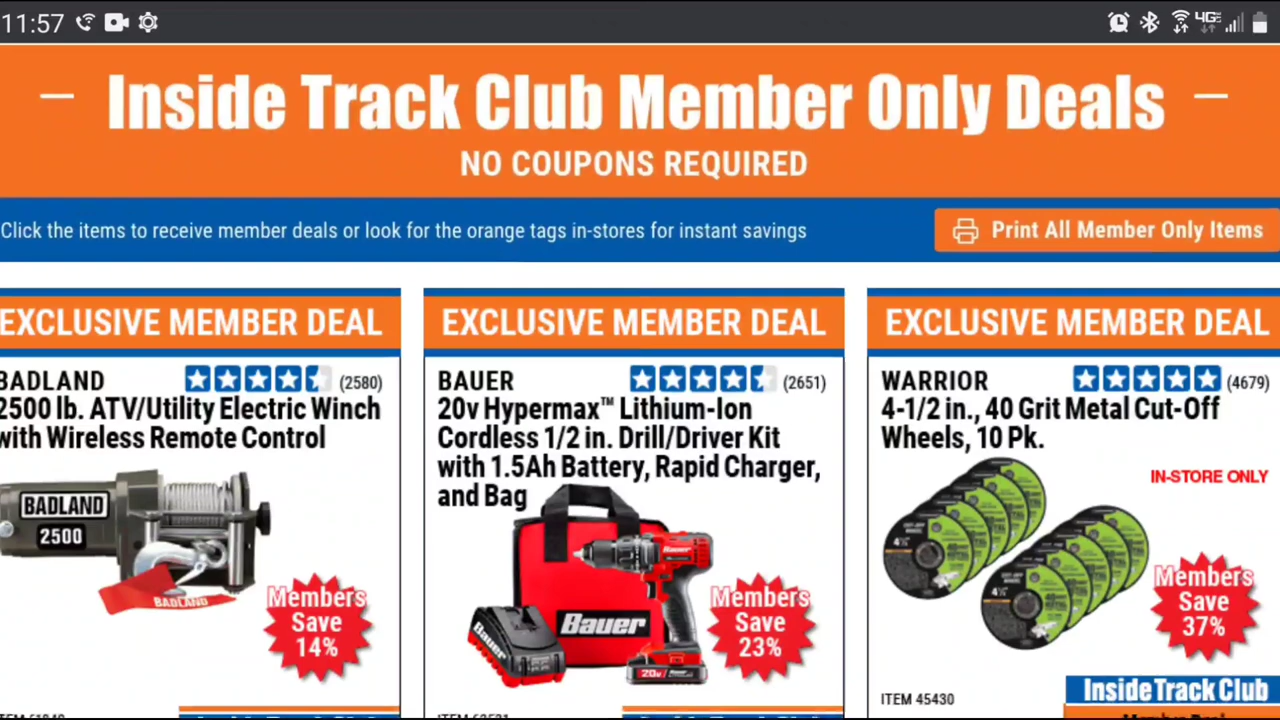 11:57
4G
Inside Track Club Member Only Deals
NO COUPONS REQUIRED
Click the items to receive member deals or look for the orange tags in-stores for instant savings
Print All Member Only Items
EXCLUSIVE MEMBER DEAL
BADLAND
(2580)
2500 lb. ATV/Utility Electric Winch
with Wireless Remote Control
BADLAND
2500
BADLAND
Members
Save
14%
EXCLUSIVE MEMBER DEAL
BAUER
(2651)
20v Hypermax™ Lithium-Ion
Cordless 1/2 in. Drill/Driver Kit
with 1.5Ah Battery, Rapid Charger,
and Bag
Bauer
Bauer
Bauer
20v
Members
Save
23%
EXCLUSIVE MEMBER DEAL
WARRIOR
(4679)
4-1/2 in., 40 Grit Metal Cut-Off
Wheels, 10 Pk.
IN-STORE ONLY
Members
Save
37%
ITEM 45430
Inside Track Club